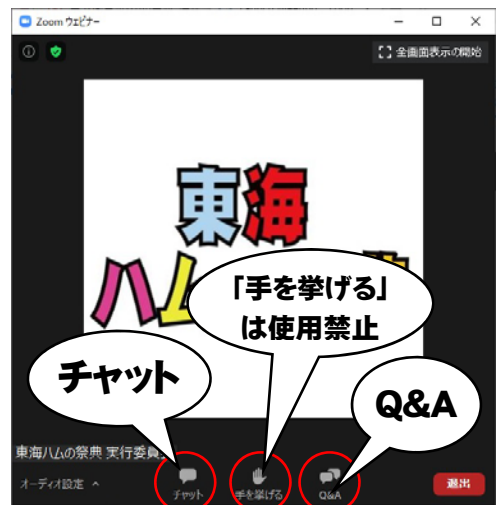 Zoom ウェビナー
全画面表示の開始
東海
ハム
「手を挙げる」
は使用禁止
チャット
Q&A
東海ハムの祭典 実行委員
オーディオ設定
チャット
手を挙げる
Q&A
退出